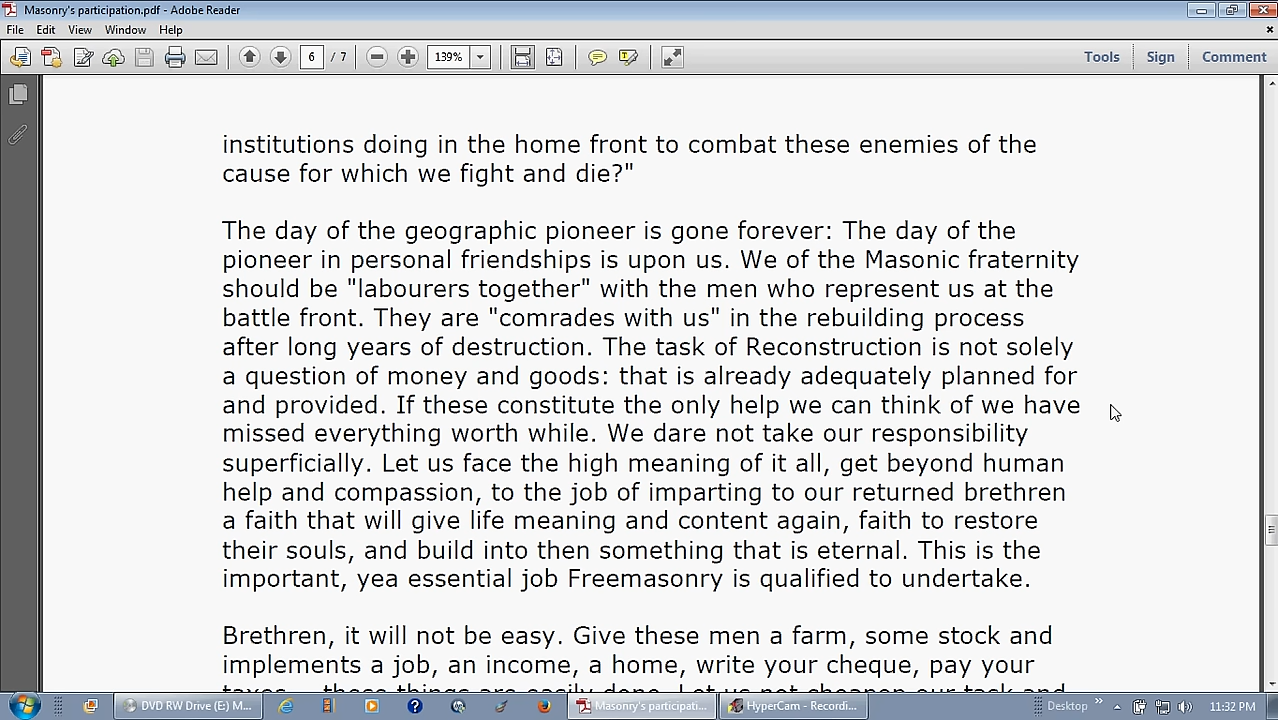 Masonry's participation.pdf - Adobe Reader
File Edit View Window Help
6 / 7 139% Tools Sign Comment
institutions doing in the home front to combat these enemies of the
cause for which we fight and die?"
The day of the geographic pioneer is gone forever: The day of the
pioneer in personal friendships is upon us. We of the Masonic fraternity
should be "labourers together" with the men who represent us at the
battle front. They are "comrades with us" in the rebuilding process
after long years of destruction. The task of Reconstruction is not solely
a question of money and goods: that is already adequately planned for
and provided. If these constitute the only help we can think of we have
missed everything worth while. We dare not take our responsibility
superficially. Let us face the high meaning of it all, get beyond human
help and compassion, to the job of imparting to our returned brethren
a faith that will give life meaning and content again, faith to restore
their souls, and build into then something that is eternal. This is the
important, yea essential job Freemasonry is qualified to undertake.
Brethren, it will not be easy. Give these men a farm, some stock and
implements a job, an income, a home, write your cheque, pay your
DVD RW Drive (E:) M... Masonry's participati... HyperCam - Recordi... Desktop » 11:32 PM